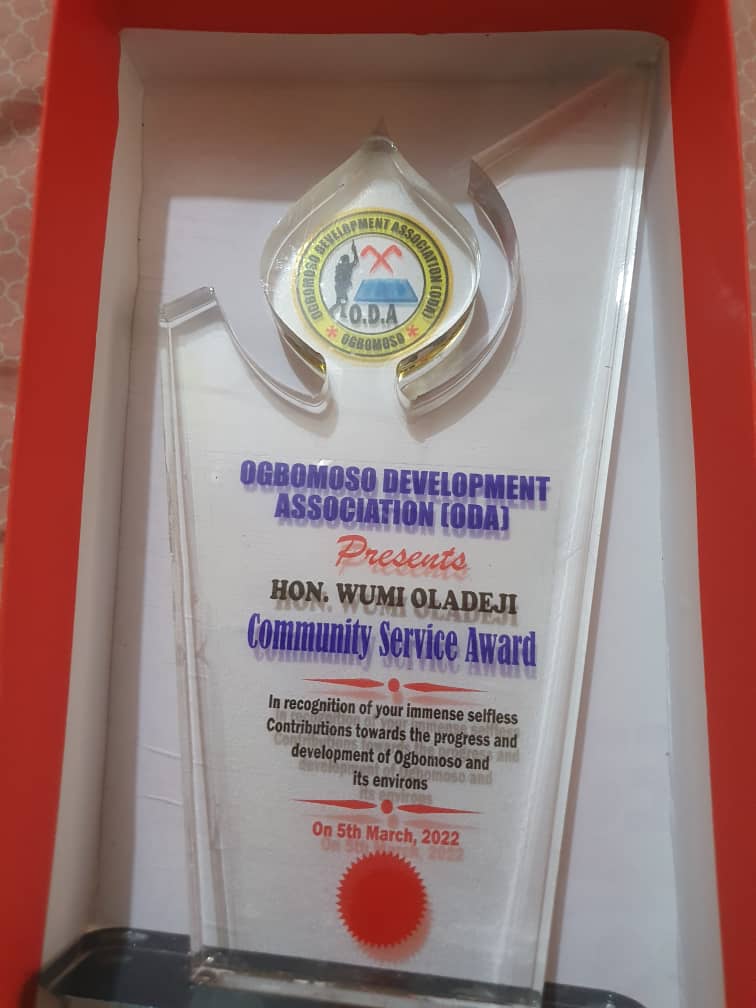 OGBOMOSO DEVELOPMENT ASSOCIATION (ODA)
O.D.A
* OGBOMOSO *
OGBOMOSO DEVELOPMENT
ASSOCIATION (ODA)
Presents
HON. WUMI OLADEJI
Community Service Award
In recognition of your immense selfless
Contributions towards the progress and
development of Ogbomoso and
its environs
On 5th March, 2022